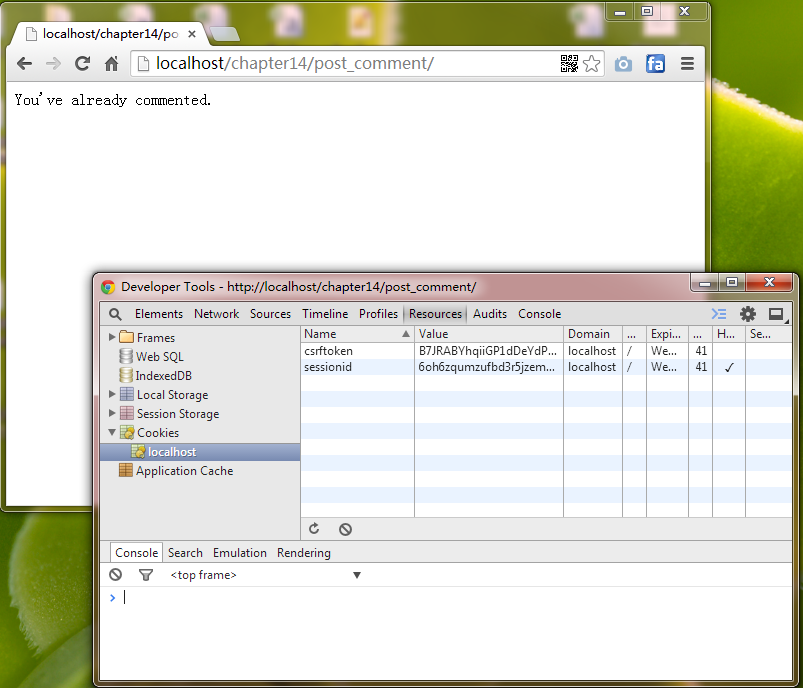 localhost/chapter14/po
localhost/chapter14/post_comment/
You've already commented.
Developer Tools - http://localhost/chapter14/post_comment/
Elements Network Sources Timeline Profiles Resources Audits Console
Frames
Web SQL
IndexedDB
Local Storage
Session Storage
Cookies
localhost
Application Cache
Name Value Domain ... Expi... ... H... Se...
csrftoken B7JRABYhqiiGP1dDeYdP... localhost / We... 41
sessionid 6oh6zqumzufbd3r5jzem... localhost / We... 41 ✓
Console Search Emulation Rendering
<top frame>